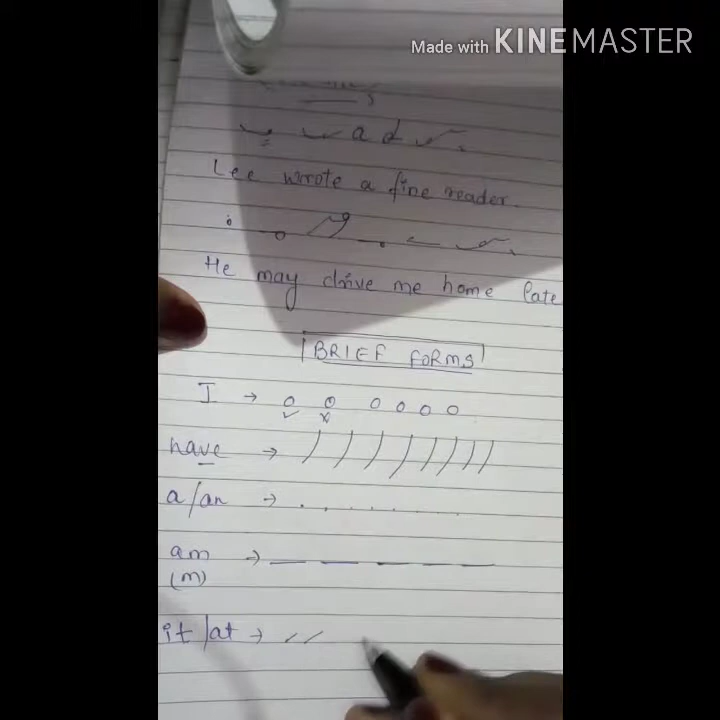 Made with KINEMASTER
Lee wrote a fine reader.
He may drive me home late
BRIEF FORMS
I →
have →
a/an →
am →
(m)
it/at →